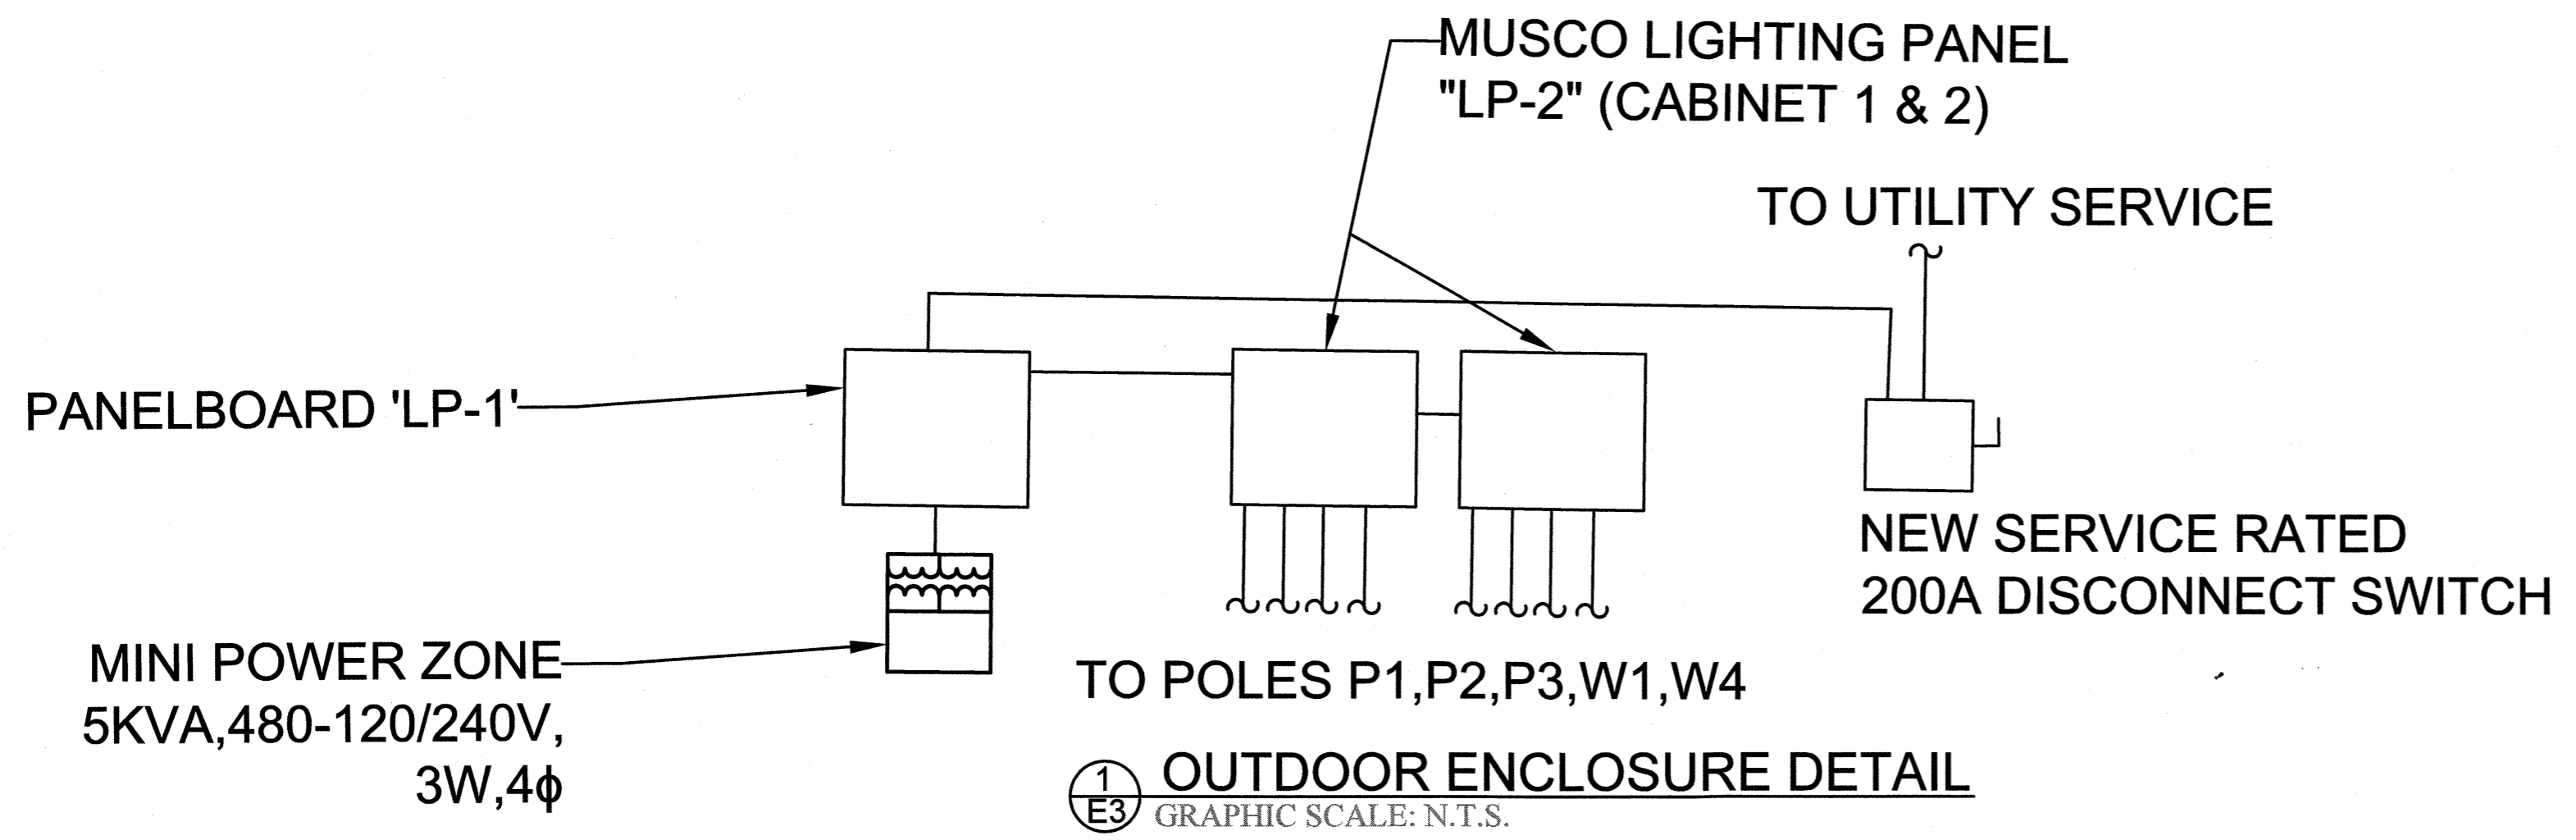 MUSCO LIGHTING PANEL
"LP-2" (CABINET 1 & 2)
TO UTILITY SERVICE
PANELBOARD 'LP-1'
NEW SERVICE RATED
200A DISCONNECT SWITCH
MINI POWER ZONE
5KVA,480-120/240V,
3W,4ϕ
TO POLES P1,P2,P3,W1,W4
1
E3
OUTDOOR ENCLOSURE DETAIL
GRAPHIC SCALE: N.T.S.